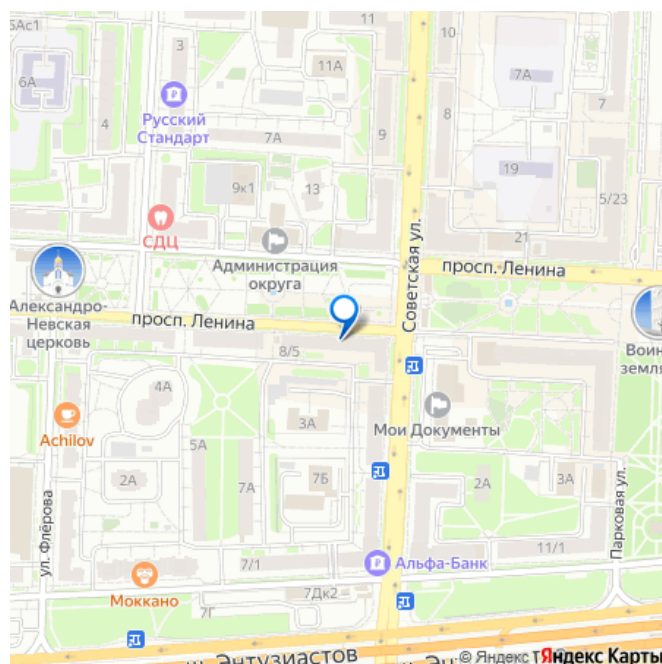 5Ас1
3
11
10
11А
7А
6А
Русский
Стандарт
4
7А
9
8
7
19
9к1
13
5/23
СДЦ
21
Администрация
округа
Советская ул.
просп. Ленина
Александро-
Невская
церковь
просп. Ленина
8/5
Воин
земля
4А
3А
Мои Документы
Achilov
5А
2А
7А
7Б
2А
3А
ул. Флёрова
Парковая ул.
7/1
Альфа-Банк
11/1
Моккано
7Дк2
7Г
ш. Энтузиастов
© Яндекс
Яндекс Карты